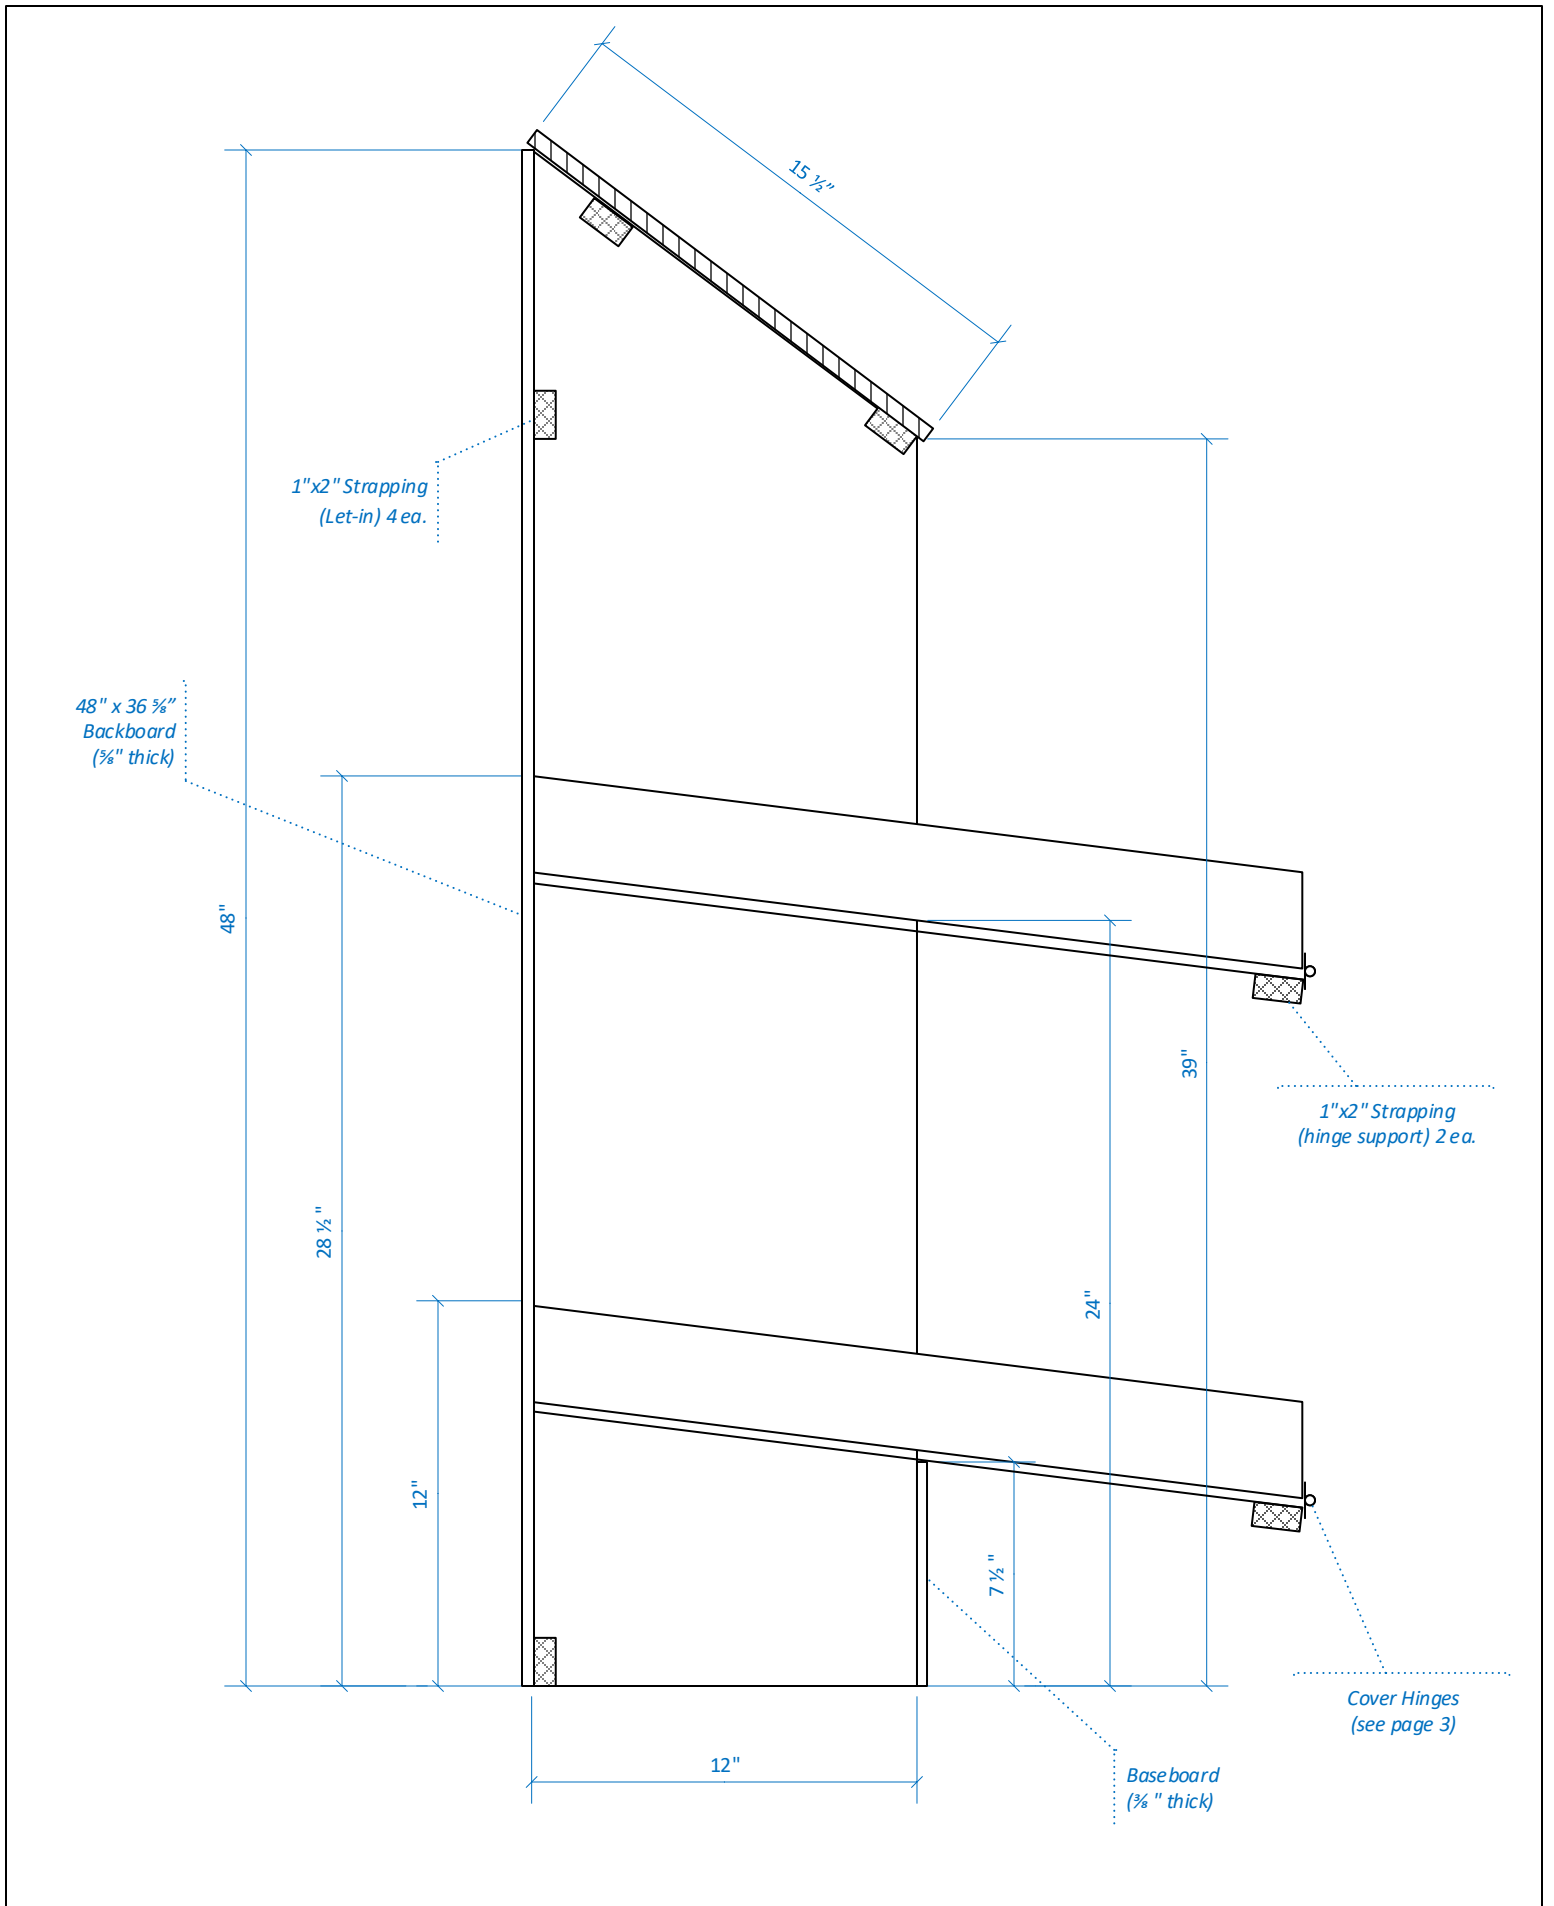 15 ½”
1"x2" Strapping
(Let-in) 4 ea.
48" x 36 ⅝”
Backboard
(⅝" thick)
48"
39"
1"x2" Strapping
(hinge support) 2 ea.
28 ½ "
24"
12"
7 ½ "
Cover Hinges
(see page 3)
12"
Baseboard
(⅜ " thick)